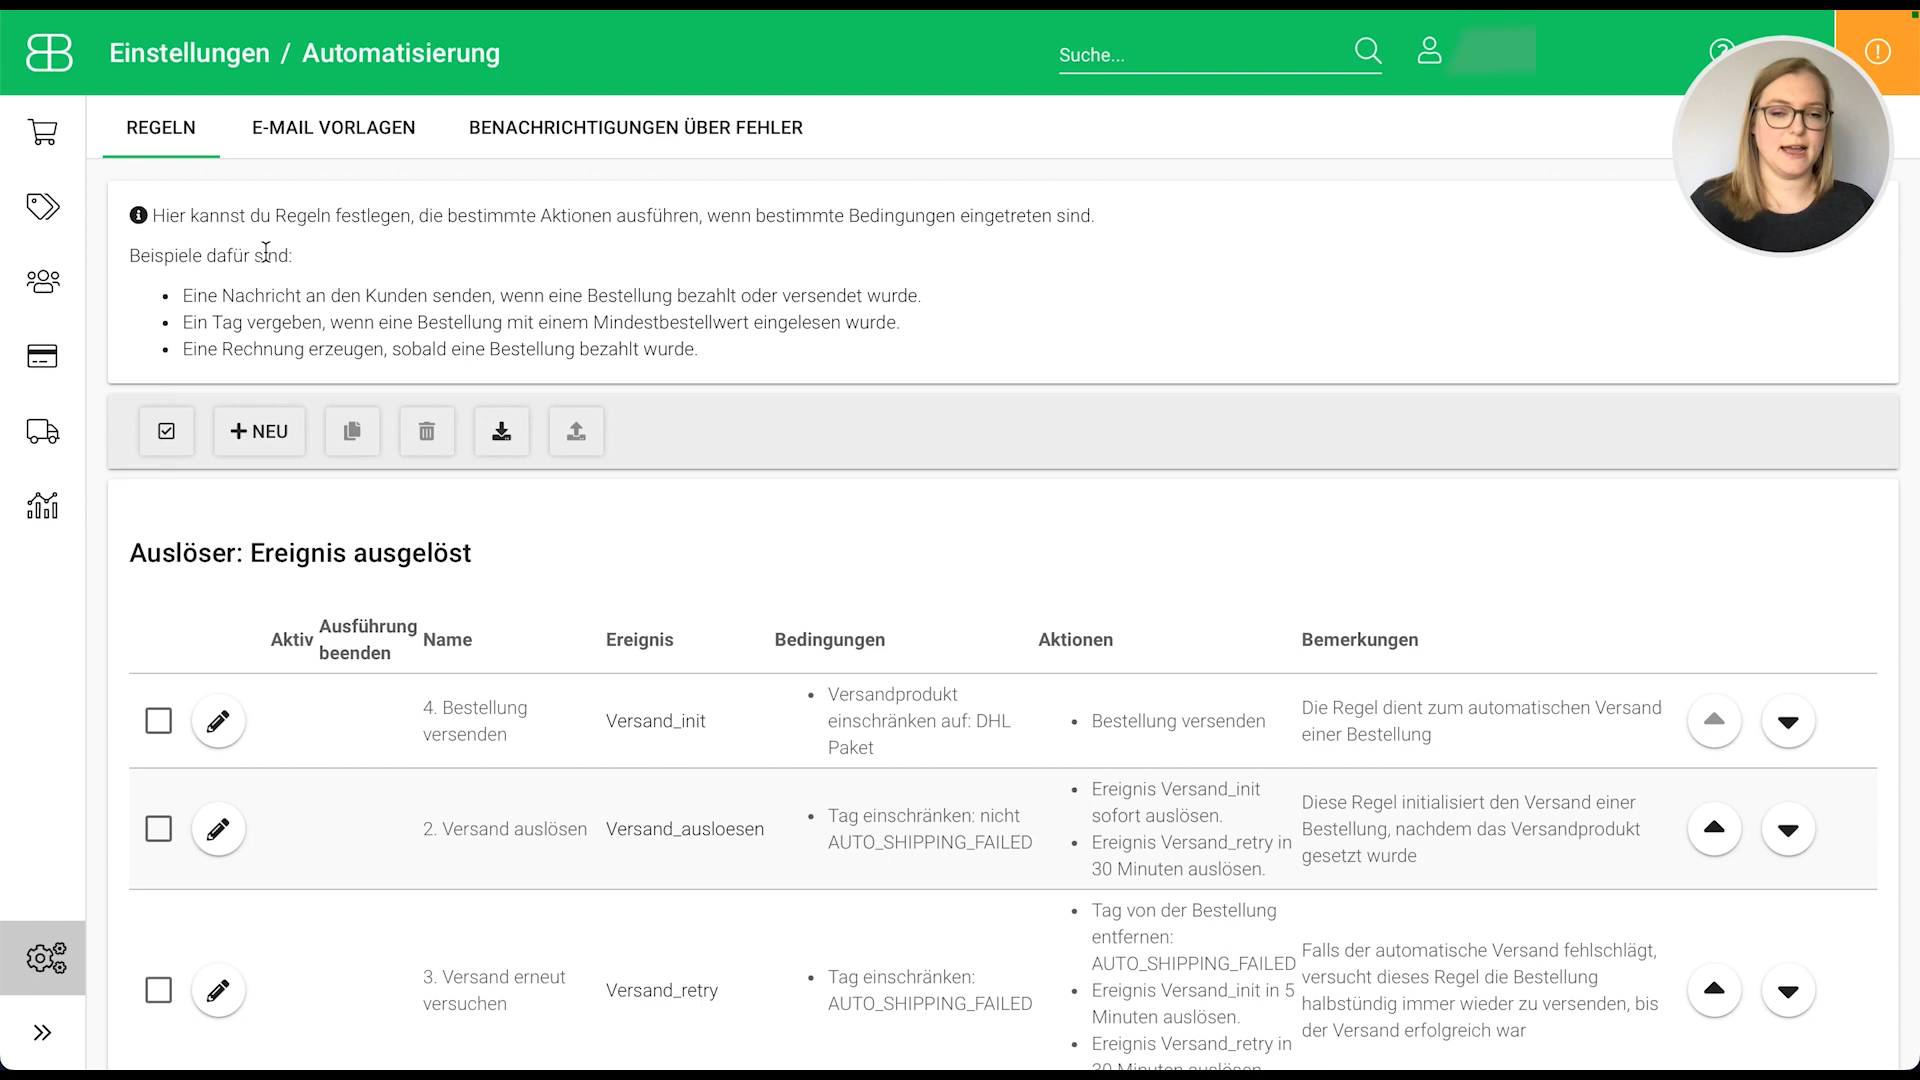 Einstellungen / Automatisierung
Suche...
REGELN
E-MAIL VORLAGEN
BENACHRICHTIGUNGEN ÜBER FEHLER
Hier kannst du Regeln festlegen, die bestimmte Aktionen ausführen, wenn bestimmte Bedingungen eingetreten sind.
Beispiele dafür sind:
• Eine Nachricht an den Kunden senden, wenn eine Bestellung bezahlt oder versendet wurde.
• Ein Tag vergeben, wenn eine Bestellung mit einem Mindestbestellwert eingelesen wurde.
• Eine Rechnung erzeugen, sobald eine Bestellung bezahlt wurde.
+ NEU
Auslöser: Ereignis ausgelöst
Aktiv
Ausführung
beenden
Name
Ereignis
Bedingungen
Aktionen
Bemerkungen
4. Bestellung
versenden
Versand_init
• Versandprodukt
einschränken auf: DHL
Paket
• Bestellung versenden
Die Regel dient zum automatischen Versand
einer Bestellung
2. Versand auslösen
Versand_ausloesen
• Tag einschränken: nicht
AUTO_SHIPPING_FAILED
• Ereignis Versand_init
sofort auslösen.
• Ereignis Versand_retry in
30 Minuten auslösen.
Diese Regel initialisiert den Versand einer
Bestellung, nachdem das Versandprodukt
gesetzt wurde
3. Versand erneut
versuchen
Versand_retry
• Tag einschränken:
AUTO_SHIPPING_FAILED
• Tag von der Bestellung
entfernen:
AUTO_SHIPPING_FAILED
• Ereignis Versand_init in 5
Minuten auslösen.
• Ereignis Versand_retry in
30 Minuten auslösen
Falls der automatische Versand fehlschlägt,
versucht dieses Regel die Bestellung
halbstündig immer wieder zu versenden, bis
der Versand erfolgreich war